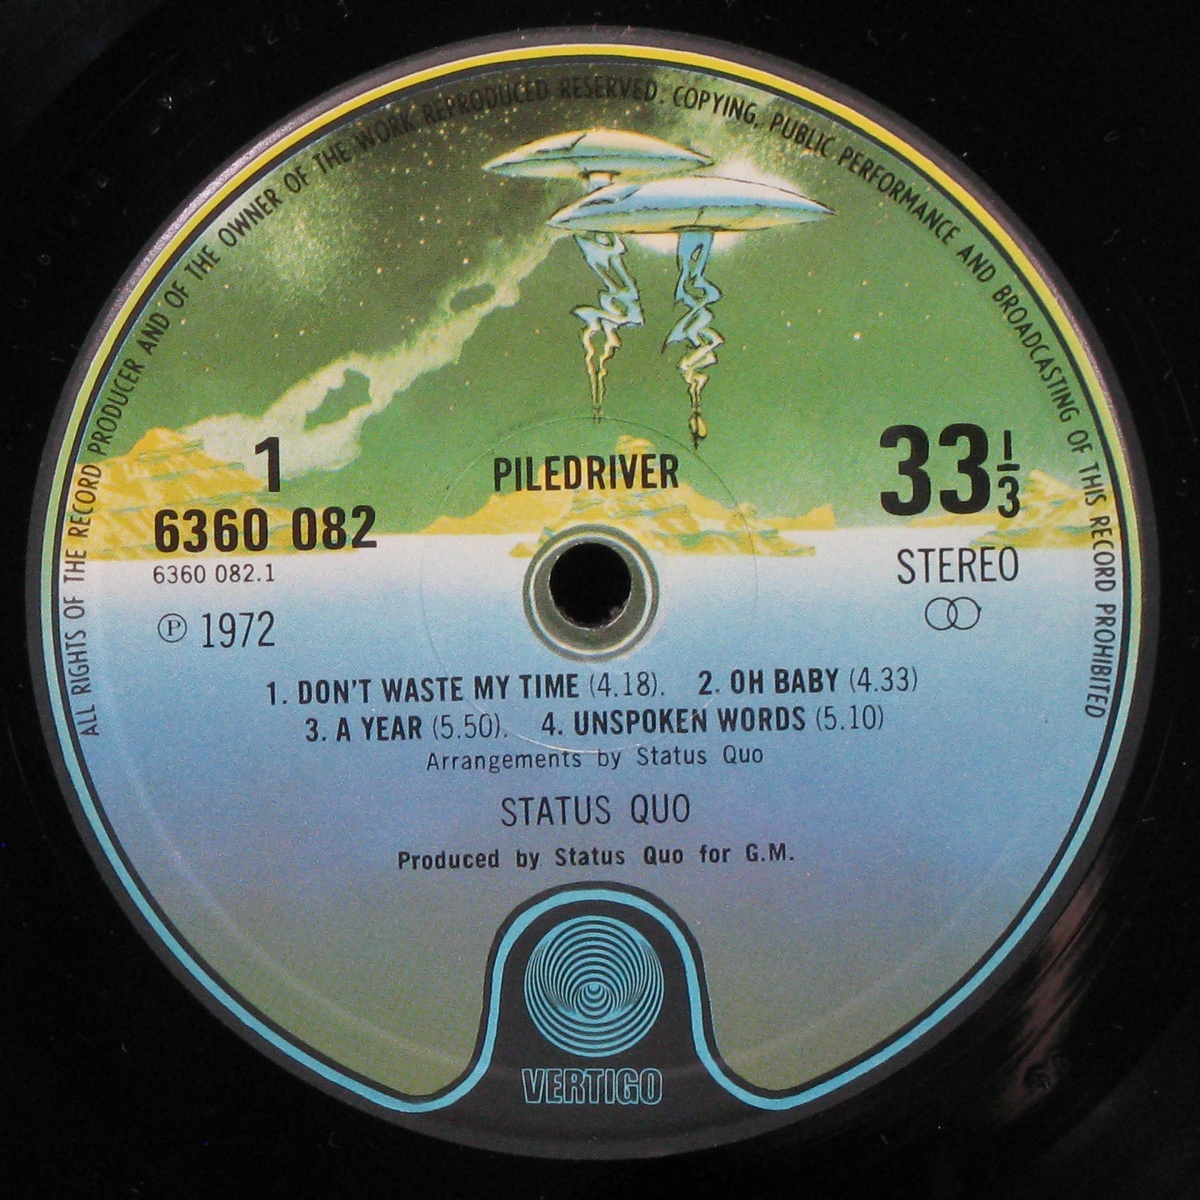 ALL RIGHTS OF THE RECORD PRODUCER AND OF THE OWNER OF THE WORK REPRODUCED RESERVED. COPYING, PUBLIC PERFORMANCE AND BROADCASTING OF THIS RECORD PROHIBITED
1
PILEDRIVER
33 1/3
6360 082
6360 082.1
STEREO
℗ 1972
1. DON'T WASTE MY TIME (4.18). 2. OH BABY (4.33)
3. A YEAR (5.50). 4. UNSPOKEN WORDS (5.10)
Arrangements by Status Quo
STATUS QUO
Produced by Status Quo for G.M.
VERTIGO